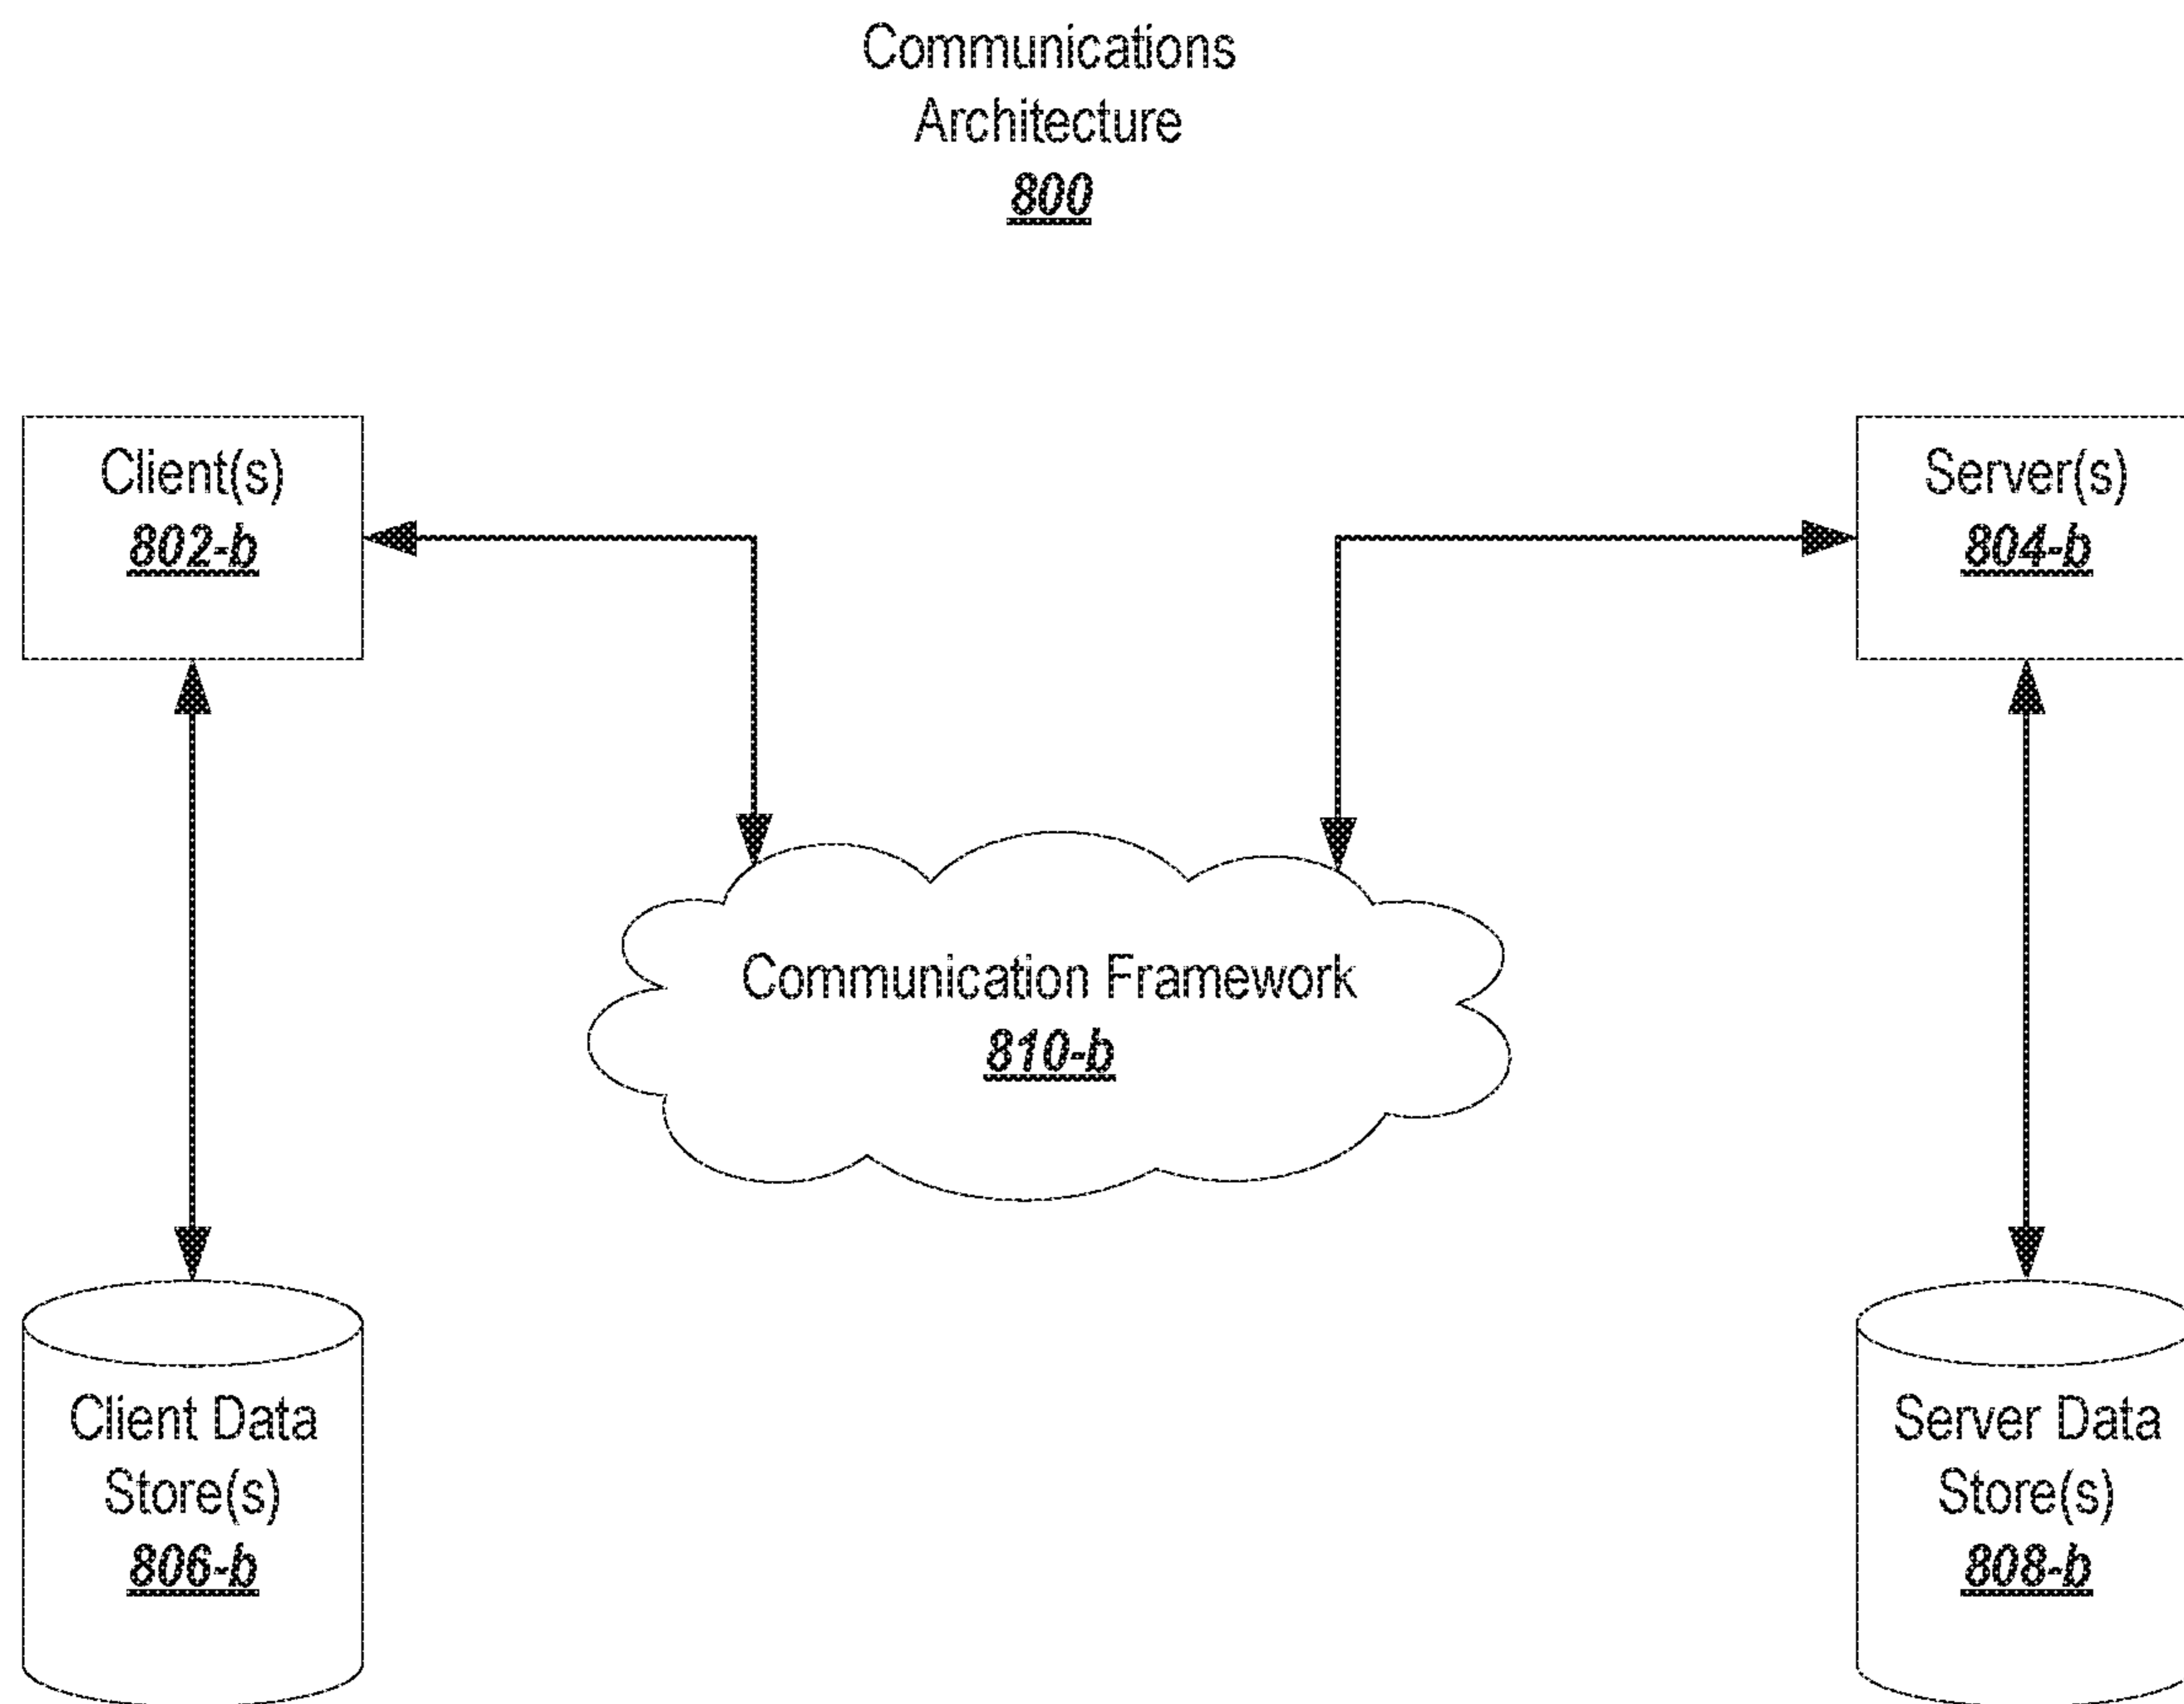 Communications
Architecture
800
Client(s)
802-b
Server(s)
804-b
Communication Framework
810-b
Client Data
Store(s)
806-b
Server Data
Store(s)
808-b